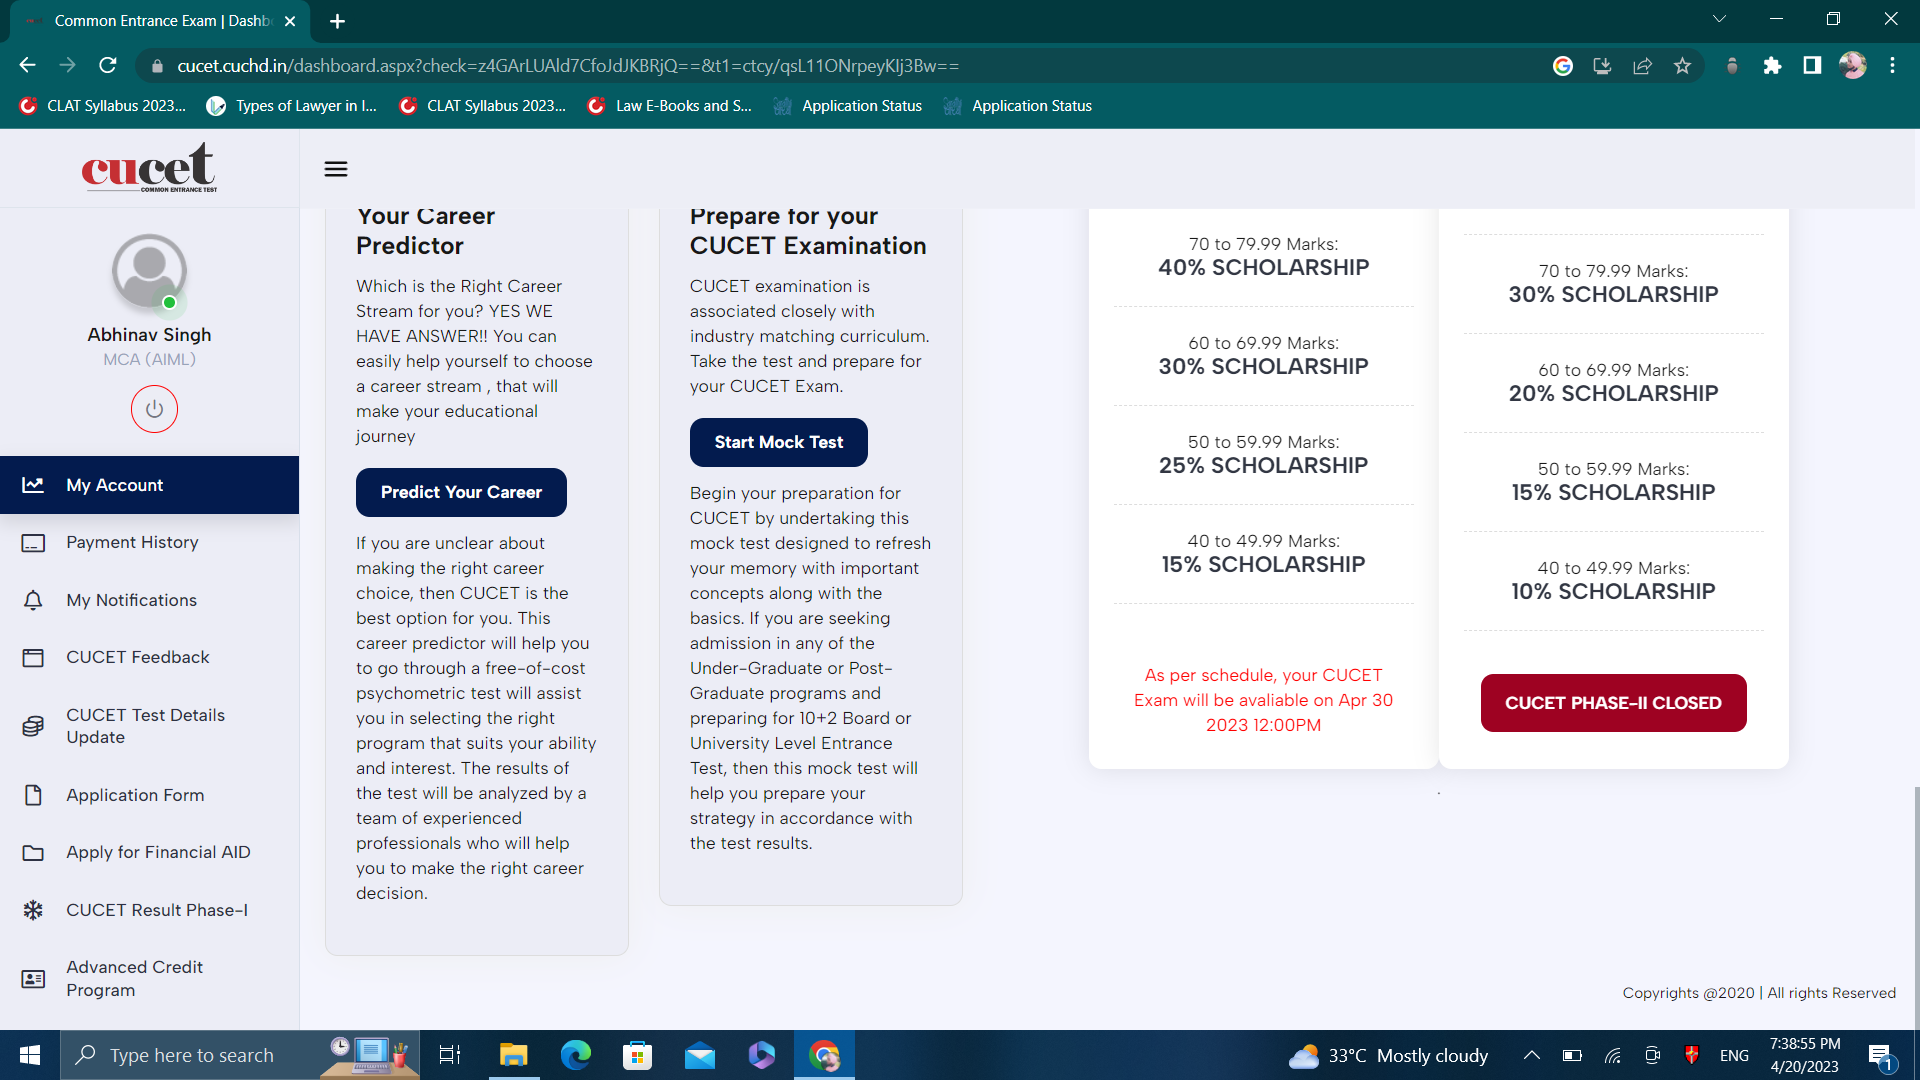 Common Entrance Exam | Dashb
cucet.cuchd.in/dashboard.aspx?check=z4GArLUAld7CfoJdJKBRjQ==&t1=ctcy/qsL11ONrpeyKIj3Bw==
CLAT Syllabus 2023...
Types of Lawyer in I...
CLAT Syllabus 2023...
Law E-Books and S...
Application Status
Application Status
cucet
COMMON ENTRANCE TEST
Abhinav Singh
MCA (AIML)
My Account
Payment History
My Notifications
CUCET Feedback
CUCET Test Details
Update
Application Form
Apply for Financial AID
CUCET Result Phase-I
Advanced Credit
Program
Your Career
Predictor
Which is the Right Career
Stream for you? YES WE
HAVE ANSWER!! You can
easily help yourself to choose
a career stream , that will
make your educational
journey
Predict Your Career
If you are unclear about
making the right career
choice, then CUCET is the
best option for you. This
career predictor will help you
to go through a free-of-cost
psychometric test will assist
you in selecting the right
program that suits your ability
and interest. The results of
the test will be analyzed by a
team of experienced
professionals who will help
you to make the right career
decision.
Prepare for your
CUCET Examination
CUCET examination is
associated closely with
industry matching curriculum.
Take the test and prepare for
your CUCET Exam.
Start Mock Test
Begin your preparation for
CUCET by undertaking this
mock test designed to refresh
your memory with important
concepts along with the
basics. If you are seeking
admission in any of the
Under-Graduate or Post-
Graduate programs and
preparing for 10+2 Board or
University Level Entrance
Test, then this mock test will
help you prepare your
strategy in accordance with
the test results.
70 to 79.99 Marks:
40% SCHOLARSHIP
60 to 69.99 Marks:
30% SCHOLARSHIP
50 to 59.99 Marks:
25% SCHOLARSHIP
40 to 49.99 Marks:
15% SCHOLARSHIP
As per schedule, your CUCET
Exam will be avaliable on Apr 30
2023 12:00PM
70 to 79.99 Marks:
30% SCHOLARSHIP
60 to 69.99 Marks:
20% SCHOLARSHIP
50 to 59.99 Marks:
15% SCHOLARSHIP
40 to 49.99 Marks:
10% SCHOLARSHIP
CUCET PHASE-II CLOSED
.
Copyrights @2020 | All rights Reserved
Type here to search
33°C Mostly cloudy
ENG
7:38:55 PM
4/20/2023
1